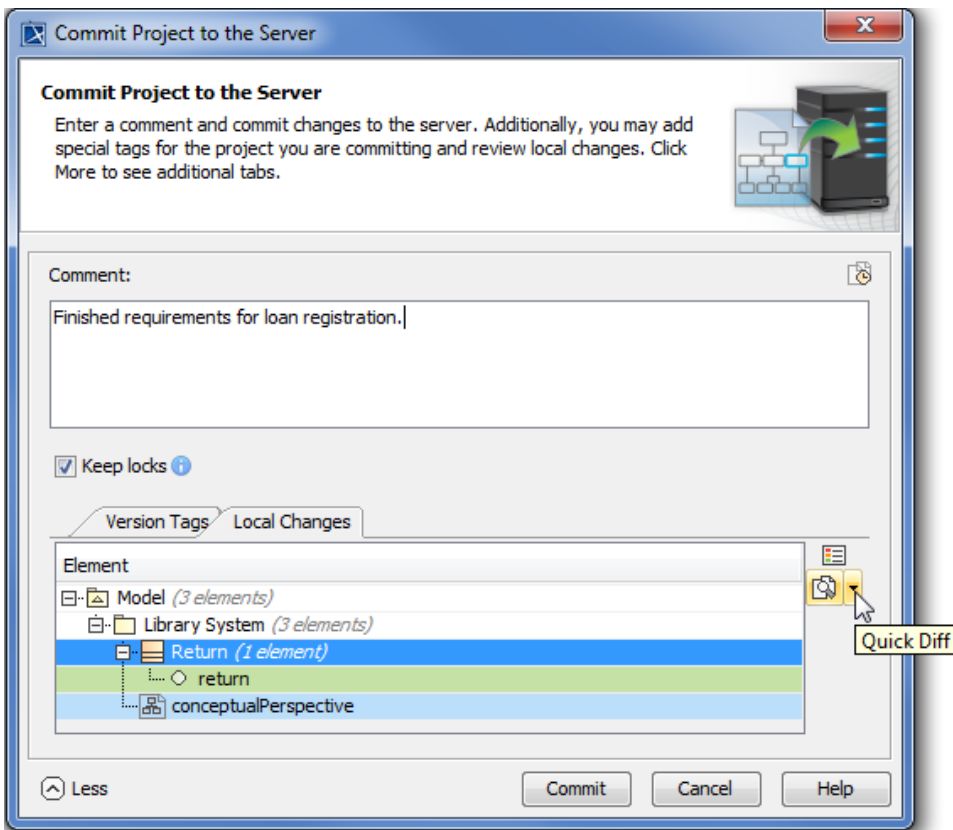 Commit Project to the Server
Commit Project to the Server
Enter a comment and commit changes to the server. Additionally, you may add
special tags for the project you are committing and review local changes. Click
More to see additional tabs.
Comment:
Finished requirements for loan registration.
Keep locks
Version Tags Local Changes
Element
Model (3 elements)
Library System (3 elements)
Quick Diff
Return (1 element)
return
conceptualPerspective
Less Commit Cancel Help